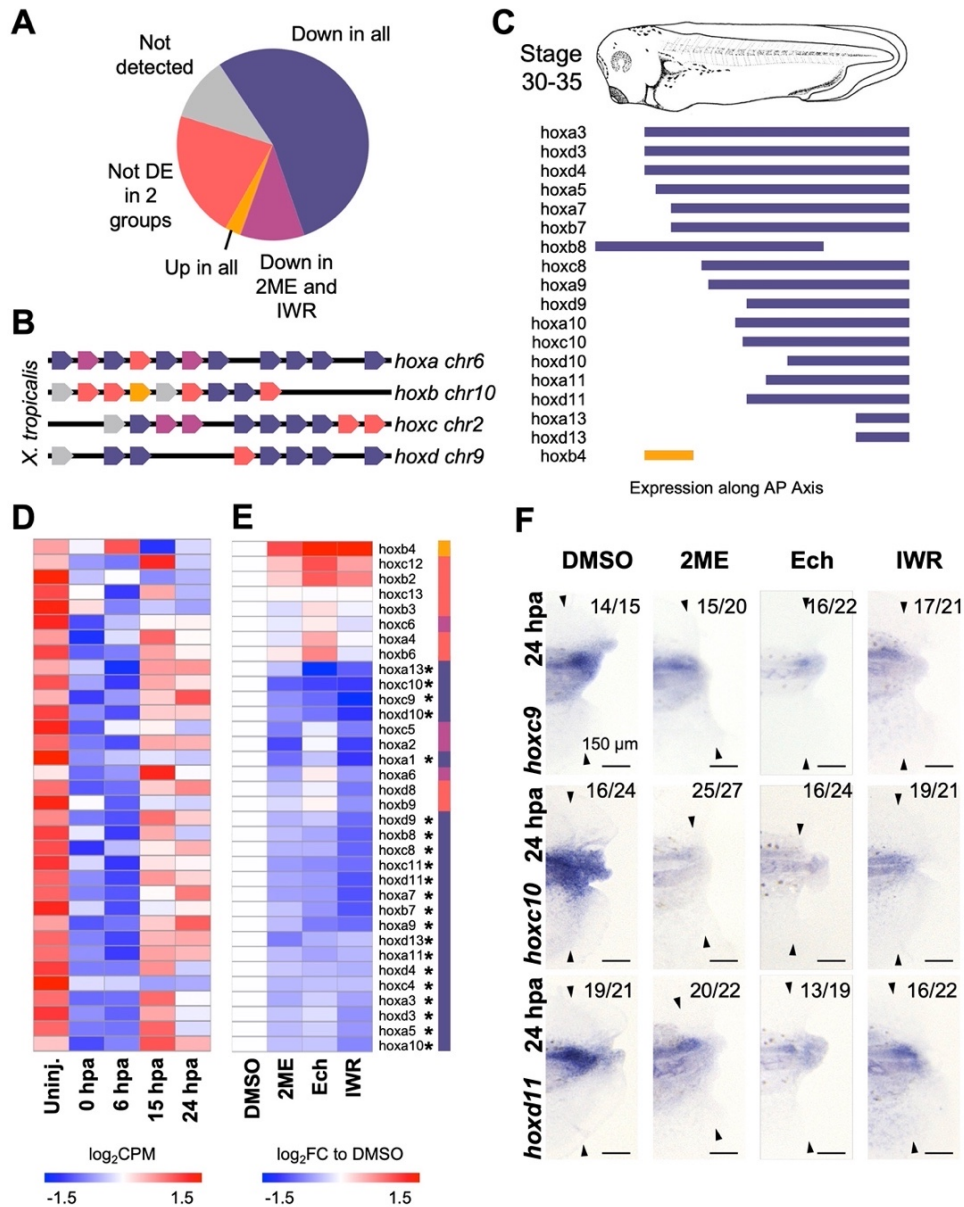 A
Down in all
Not
detected
Not DE
in 2
groups
Up in all
Down in
2ME and
IWR
B
X. tropicalis
hoxa chr6
hoxb chr10
hoxc chr2
hoxd chr9
C
Stage
30-35
hoxa3
hoxd3
hoxd4
hoxa5
hoxa7
hoxb7
hoxb8
hoxc8
hoxa9
hoxd9
hoxa10
hoxc10
hoxd10
hoxa11
hoxd11
hoxa13
hoxd13
hoxb4
Expression along AP Axis
D
Uninj.
0 hpa
6 hpa
15 hpa
24 hpa
log2CPM
-1.5 1.5
E
hoxb4
hoxc12
hoxb2
hoxc13
hoxb3
hoxc6
hoxa4
hoxb6
hoxa13*
hoxc10*
hoxc9 *
hoxd10*
hoxc5
hoxa2
hoxa1 *
hoxa6
hoxd8
hoxb9
hoxd9 *
hoxb8 *
hoxc8 *
hoxc11*
hoxd11*
hoxa7 *
hoxb7 *
hoxa9 *
hoxd13*
hoxa11*
hoxd4 *
hoxc4 *
hoxa3 *
hoxd3 *
hoxa5 *
hoxa10*
DMSO
2ME
Ech
IWR
log2FC to DMSO
-1.5 1.5
F
DMSO 2ME Ech IWR
hoxc9 24 hpa
14/15 15/20 16/22 17/21
150 µm
hoxc10 24 hpa
16/24 25/27 16/24 19/21
hoxd11 24 hpa
19/21 20/22 13/19 16/22